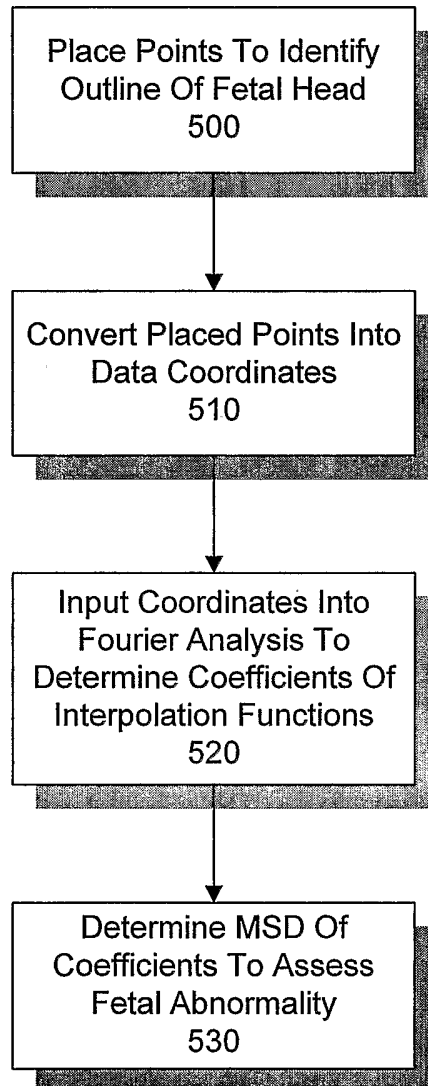 Place Points To Identify
Outline Of Fetal Head
500
Convert Placed Points Into
Data Coordinates
510
Input Coordinates Into
Fourier Analysis To
Determine Coefficients Of
Interpolation Functions
520
Determine MSD Of
Coefficients To Assess
Fetal Abnormality
530